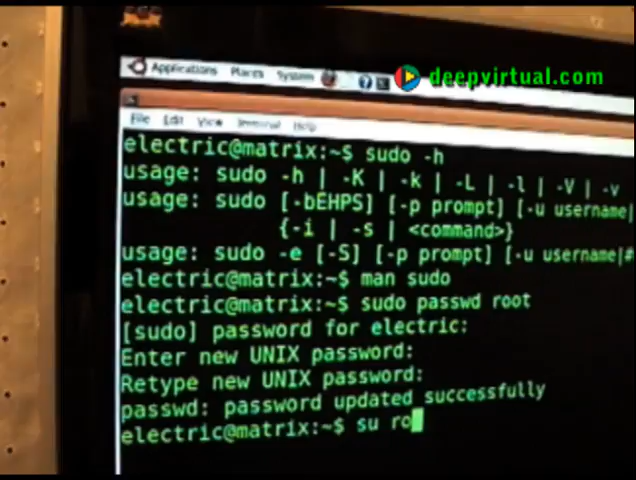 Applications Places System
deepvirtual.com
File Edit View Terminal Help
electric@matrix:~$ sudo -h
usage: sudo -h | -K | -k | -L | -l | -V | -v
usage: sudo [-bEHPS] [-p prompt] [-u username|
{-i | -s | <command>}
usage: sudo -e [-S] [-p prompt] [-u username|#
electric@matrix:~$ man sudo
electric@matrix:~$ sudo passwd root
[sudo] password for electric:
Enter new UNIX password:
Retype new UNIX password:
passwd: password updated successfully
electric@matrix:~$ su ro